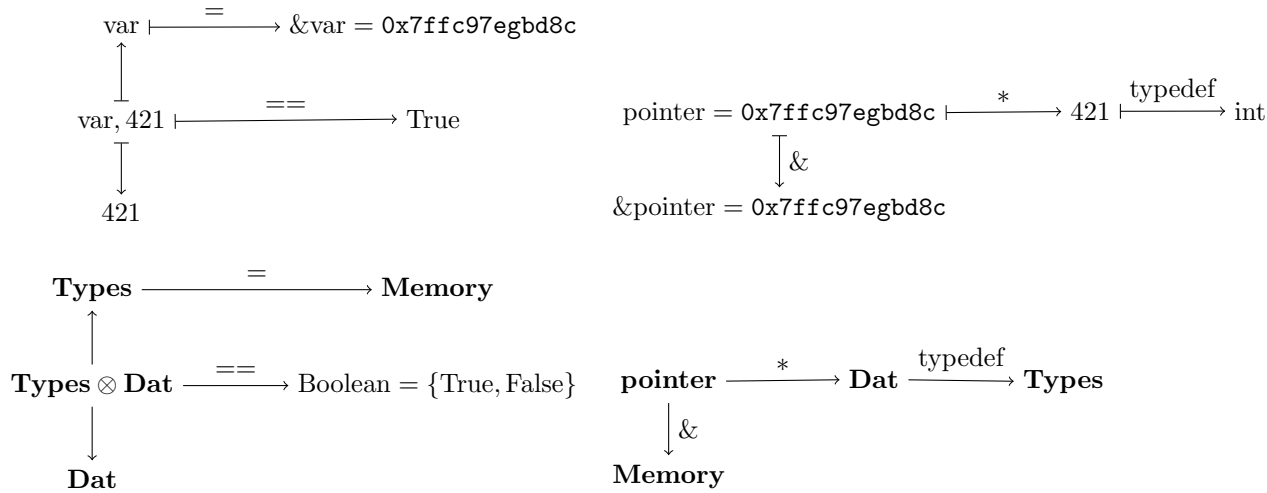 var = &var = 0x7ffc97egbd8c
var, 421 == True
421
pointer = 0x7ffc97egbd8c * 421 typedef int
&
&pointer = 0x7ffc97egbd8c
Types = Memory
Types ⊗ Dat == Boolean = {True, False}
Dat
pointer * Dat typedef Types
&
Memory